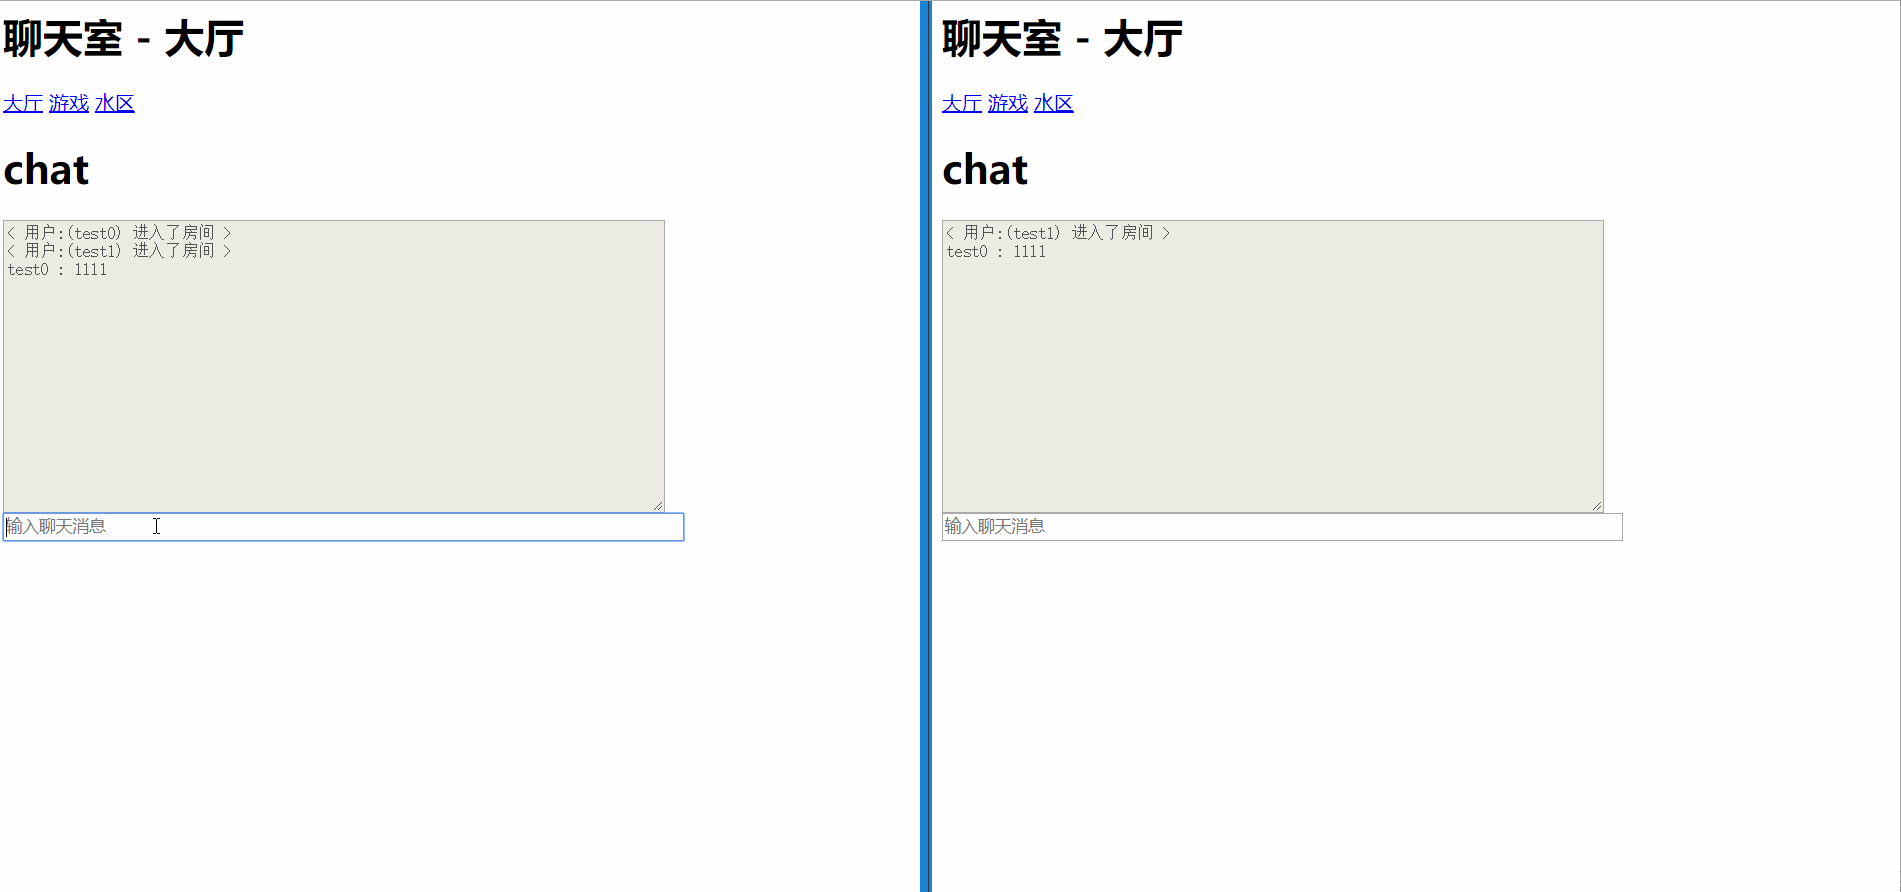 聊天室 - 大厅
大厅 游戏 水区
chat
< 用户:(test0) 进入了房间 >
< 用户:(test1) 进入了房间 >
test0 : 1111
输入聊天消息
聊天室 - 大厅
大厅 游戏 水区
chat
< 用户:(test1) 进入了房间 >
test0 : 1111
输入聊天消息